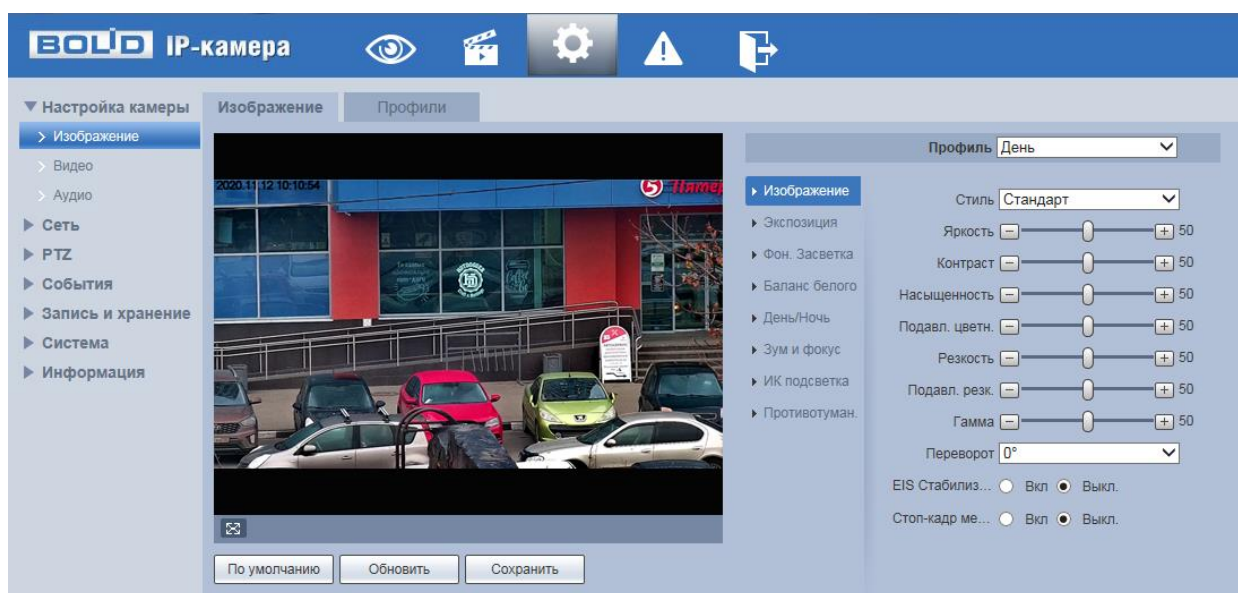 BOLID IP-камера
Настройка камеры
Изображение
Видео
Аудио
Сеть
PTZ
События
Запись и хранение
Система
Информация
Изображение Профили
2020.11.12 10:10:54
5
По умолчанию Обновить Сохранить
Профиль День
Изображение
Экспозиция
Фон. Засветка
Баланс белого
День/Ночь
Зум и фокус
ИК подсветка
Противотуман.
Стиль Стандарт
Яркость 50
Контраст 50
Насыщенность 50
Подавл. цветн. 50
Резкость 50
Подавл. резк. 50
Гамма 50
Переворот 0°
EIS Стабилиз... Вкл Выкл.
Стоп-кадр ме... Вкл Выкл.